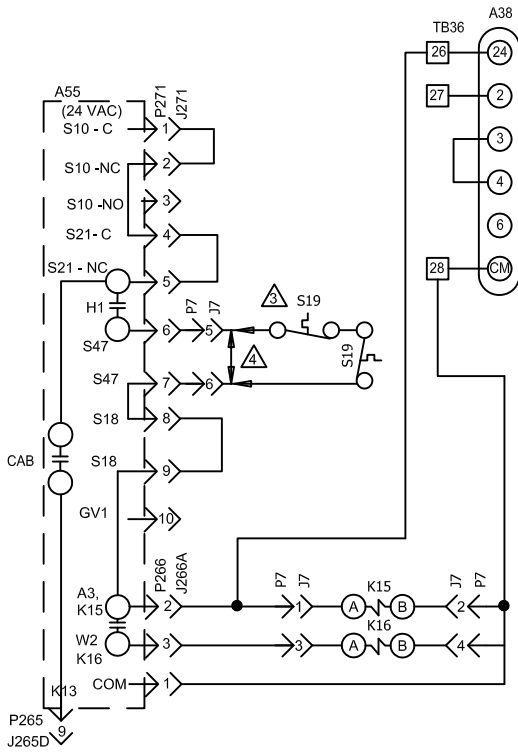 A38
TB36
26
24
A55
(24 VAC)
P271
J271
S10 - C
1
27
2
S10 -NC
2
3
S10 -NO
3
4
S21- C
4
6
S21 - NC
5
28
CM
H1
P7
J7
3
S19
S47
6
5
4
S19
S47
7
6
S18
8
CAB
S18
9
GV1
10
P266
J266A
P7
J7
K15
J7
P7
A3,
K15
2
1
A
B
2
K16
W2
K16
3
3
A
B
4
COM
1
K13
P265
9
J265D